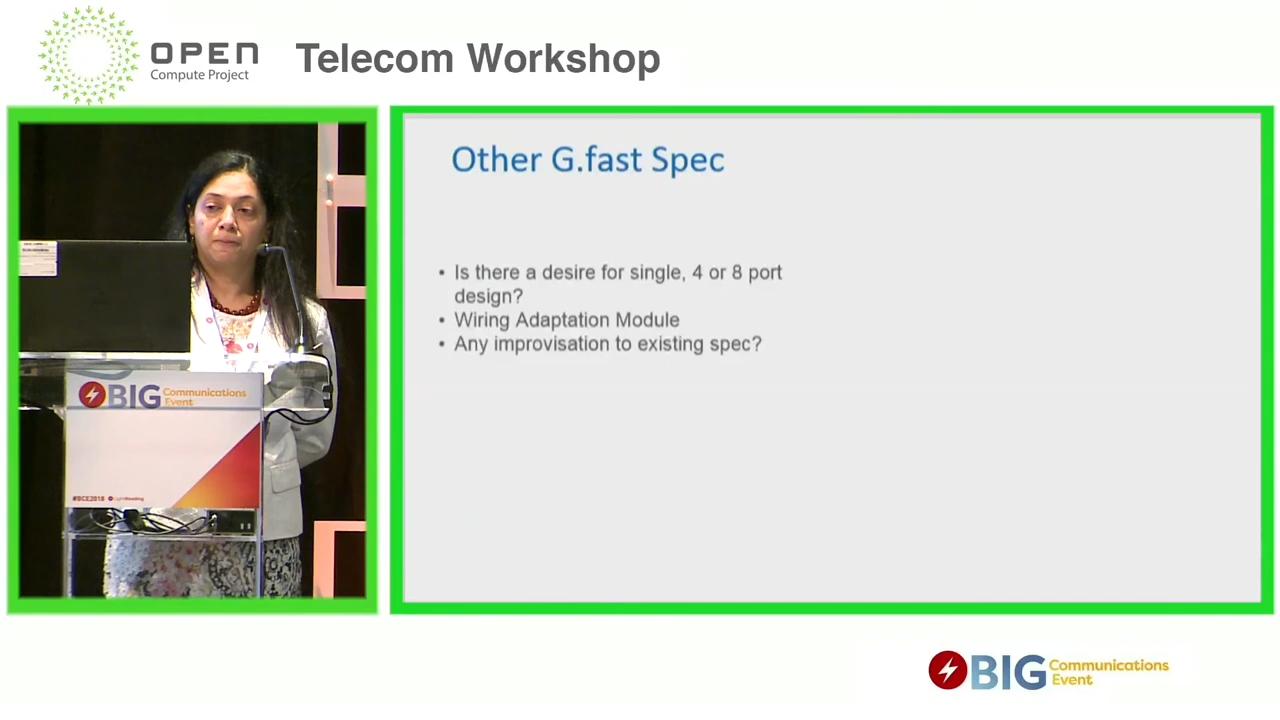 OPEN
Compute Project
Telecom Workshop
Other G.fast Spec
• Is there a desire for single, 4 or 8 port
design?
• Wiring Adaptation Module
• Any improvisation to existing spec?
BIG Communications
Event
#BCE2018 LightReading
BIG Communications
Event